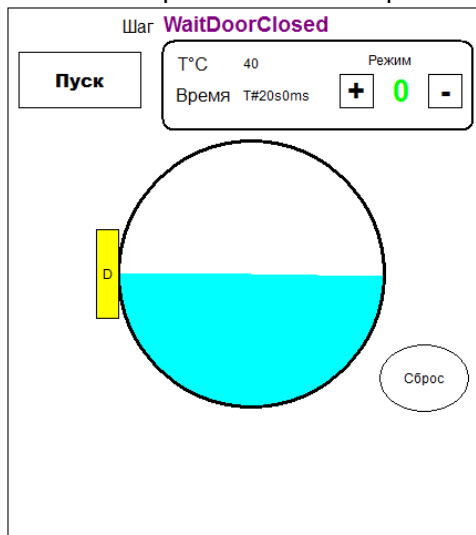 Шаг WaitDoorClosed
Пуск
T°C 40
Режим
Время T#20s0ms
+ 0 -
D
Сброс